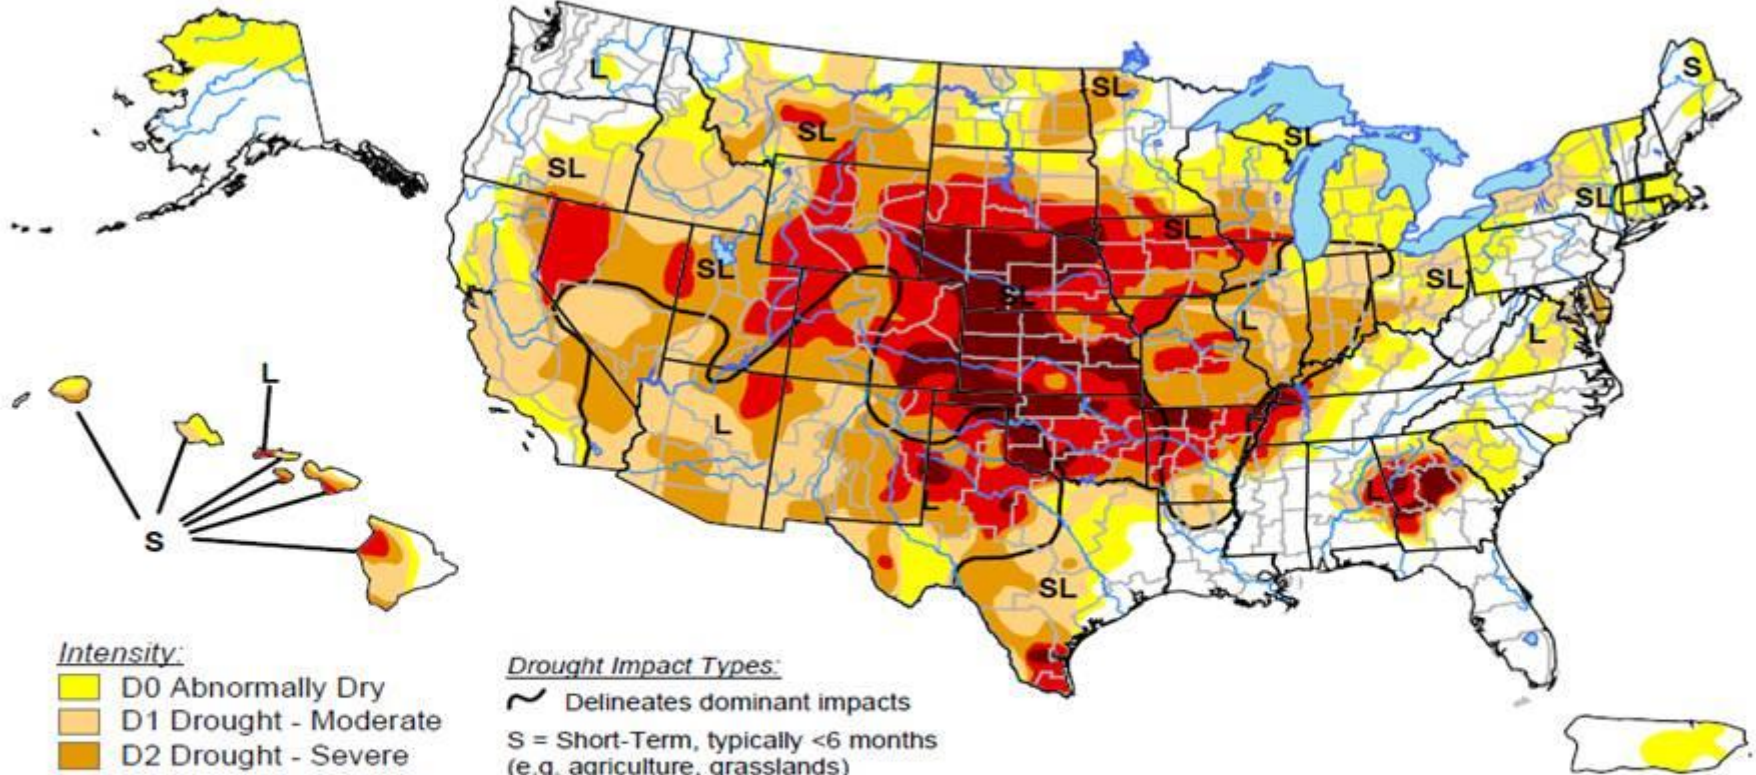 L
S
SL
SL
SL
SL
SL
SL
SL
SL
SL
L
L
L
L
S
L
L
SL
Intensity:
D0 Abnormally Dry
D1 Drought - Moderate
D2 Drought - Severe
Drought Impact Types:
Delineates dominant impacts
S = Short-Term, typically <6 months
(e.g. agriculture, grasslands)